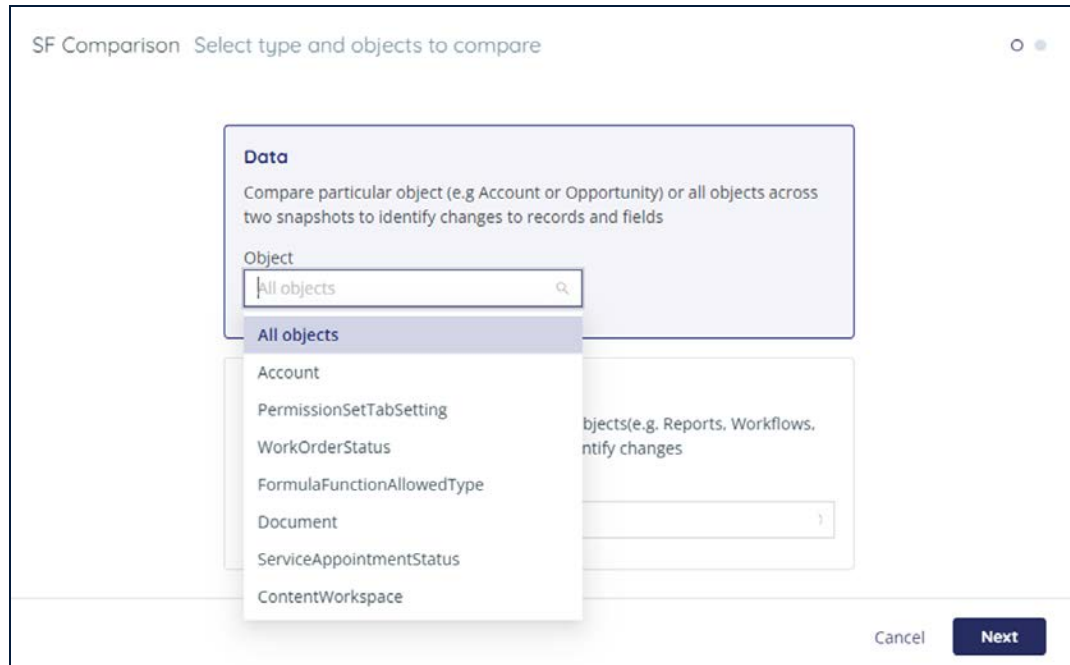 SF Comparison Select type and objects to compare
Data
Compare particular object (e.g Account or Opportunity) or all objects across
two snapshots to identify changes to records and fields
Object
All objects
All objects
Account
PermissionSetTabSetting
WorkOrderStatus
FormulaFunctionAllowedType
Document
ServiceAppointmentStatus
ContentWorkspace
bjects(e.g. Reports, Workflows,
ntify changes
Cancel
Next